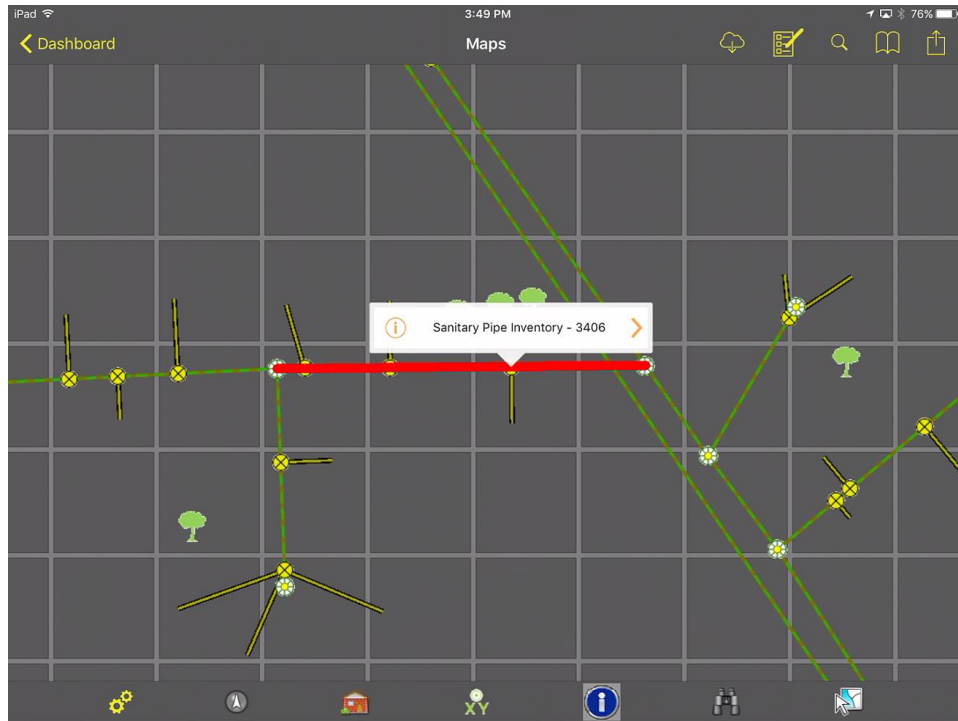 iPad
3:49 PM
76%
Dashboard
Maps
Sanitary Pipe Inventory - 3406
XY